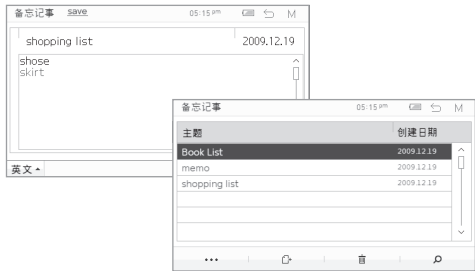 备忘记事 save 05:15 pm M
shopping list 2009.12.19
shose
skirt
英文
备忘记事 05:15 pm M
主题 创建日期
Book List 2009.12.19
memo 2009.12.19
shopping list 2009.12.19